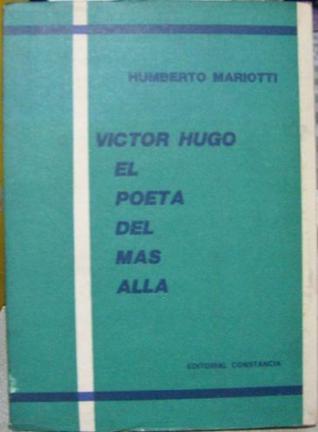 HUMBERTO MARIOTTI
VICTOR HUGO
EL
POETA
DEL
MAS
ALLA
EDITORIAL CONSTANCIA